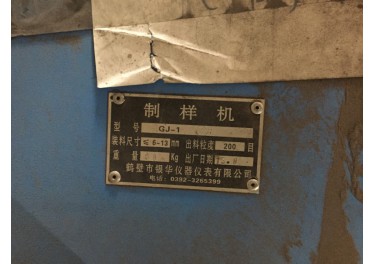 制样机
型号 GJ-1
装料尺寸 ≤6-13 mm 出料粒度 200 目
重量 Kg 出厂日期
鹤壁市银华仪器仪表有限公司
电话:0392-3265399